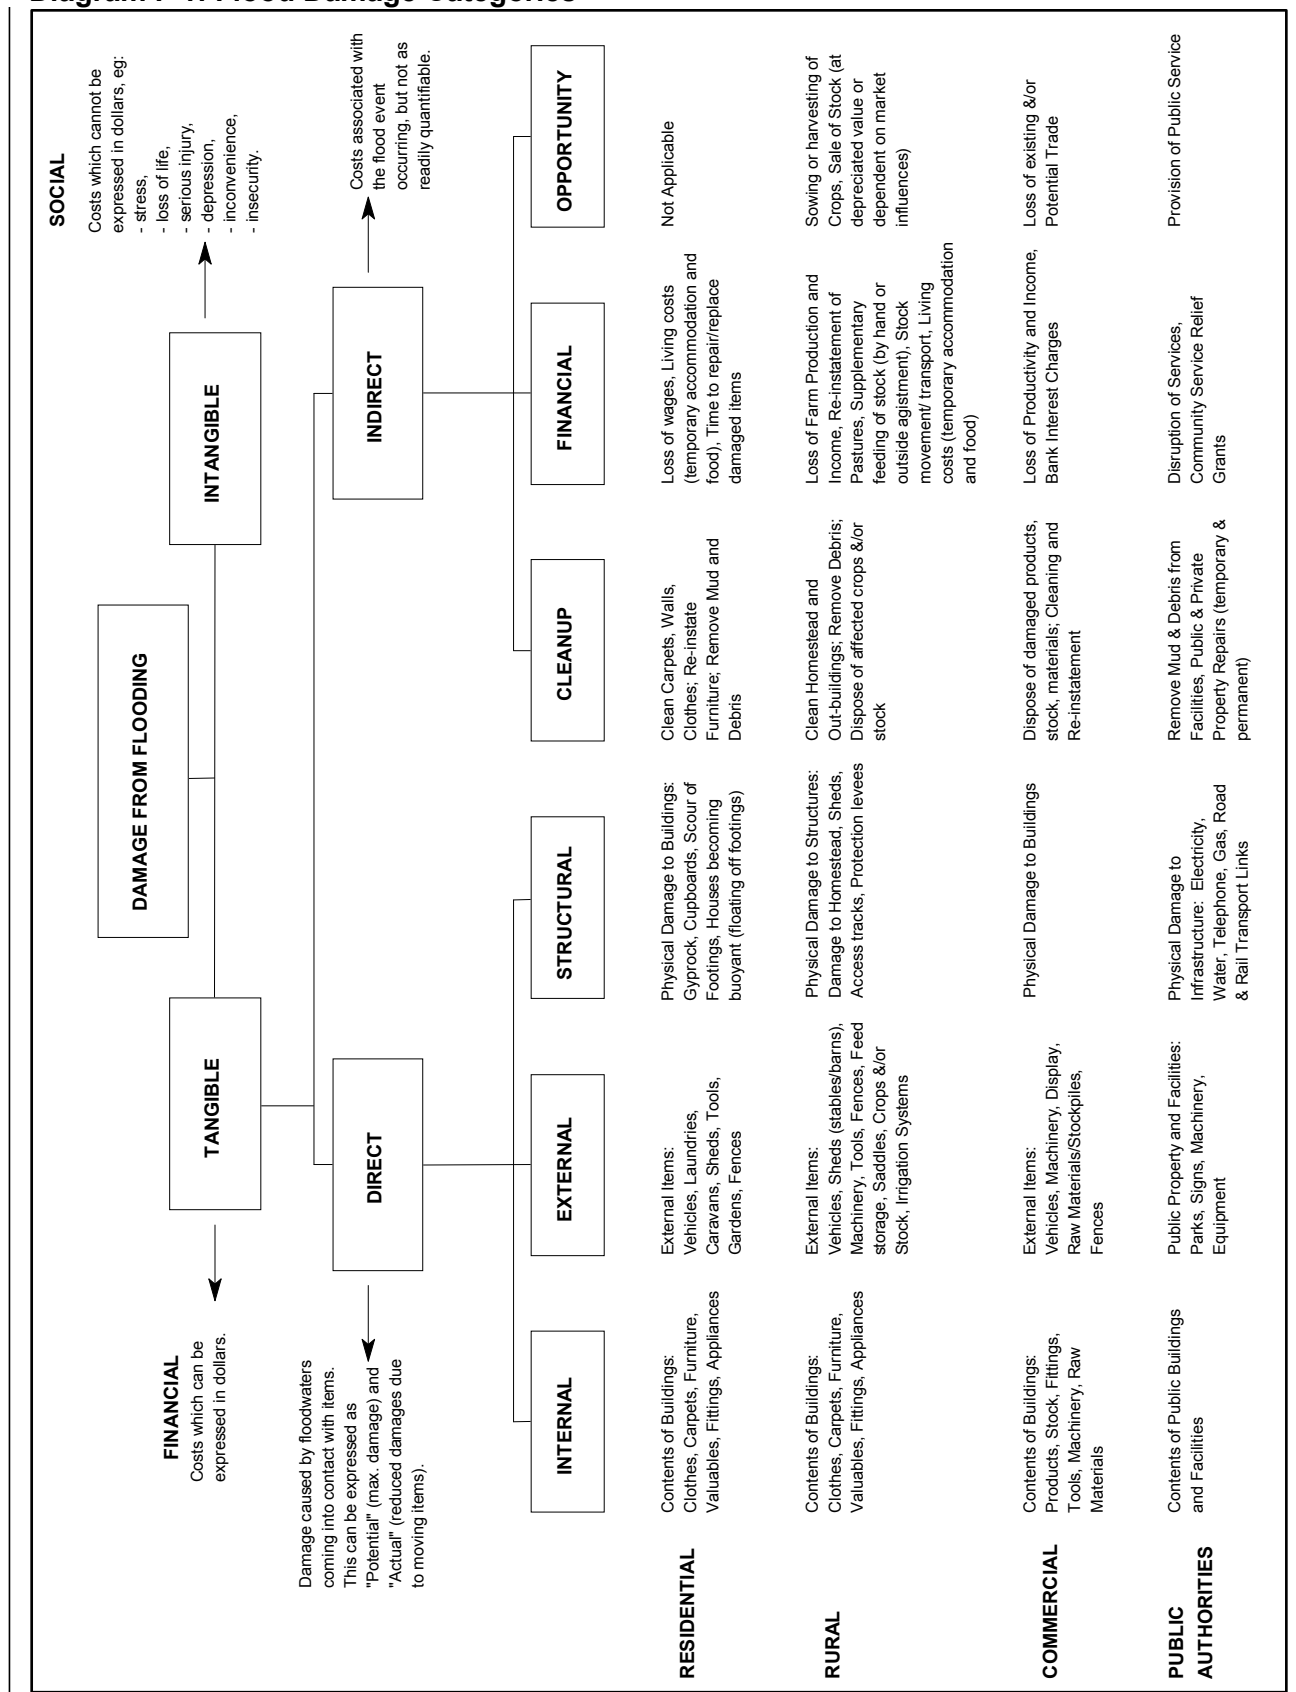 SOCIAL
Costs which cannot be
expressed in dollars, eg:
- stress,
- loss of life,
- serious injury,
- depression,
- inconvenience,
- insecurity.
DAMAGE FROM FLOODING
FINANCIAL
Costs which can be
expressed in dollars.
TANGIBLE
INTANGIBLE
Damage caused by floodwaters
coming into contact with items.
This can be expressed as
"Potential" (max. damage) and
"Actual" (reduced damages due
to moving items).
DIRECT
INDIRECT
Costs associated with
the flood event
occurring, but not as
readily quantifiable.
INTERNAL
EXTERNAL
STRUCTURAL
CLEANUP
FINANCIAL
OPPORTUNITY
RESIDENTIAL
Contents of Buildings:
Clothes, Carpets, Furniture,
Valuables, Fittings, Appliances
External Items:
Vehicles, Laundries,
Caravans, Sheds, Tools,
Gardens, Fences
Physical Damage to Buildings:
Gyprock, Cupboards, Scour of
Footings, Houses becoming
buoyant (floating off footings)
Clean Carpets, Walls,
Clothes; Re-instate
Furniture; Remove Mud and
Debris
Loss of wages, Living costs
(temporary accommodation and
food), Time to repair/replace
damaged items
Not Applicable
RURAL
Contents of Buildings:
Clothes, Carpets, Furniture,
Valuables, Fittings, Appliances
External Items:
Vehicles, Sheds (stables/barns),
Machinery, Tools, Fences, Feed
storage, Saddles, Crops &/or
Stock, Irrigation Systems
Physical Damage to Structures:
Damage to Homestead, Sheds,
Access tracks, Protection levees
Clean Homestead and
Out-buildings; Remove Debris;
Dispose of affected crops &/or
stock
Loss of Farm Production and
Income, Re-instatement of
Pastures, Supplementary
feeding of stock (by hand or
outside agistment), Stock
movement/ transport, Living
costs (temporary accommodation
and food)
Sowing or harvesting of
Crops, Sale of Stock (at
depreciated value or
dependent on market
influences)
COMMERCIAL
Contents of Buildings:
Products, Stock, Fittings,
Tools, Machinery, Raw
Materials
External Items:
Vehicles, Machinery, Display,
Raw Materials/Stockpiles,
Fences
Physical Damage to Buildings
Dispose of damaged products,
stock, materials; Cleaning and
Re-instatement
Loss of Productivity and Income,
Bank Interest Charges
Loss of existing &/or
Potential Trade
PUBLIC
AUTHORITIES
Contents of Public Buildings
and Facilities
Public Property and Facilities:
Parks, Signs, Machinery,
Equipment
Physical Damage to
Infrastructure: Electricity,
Water, Telephone, Gas, Road
& Rail Transport Links
Remove Mud & Debris from
Facilities, Public & Private
Property Repairs (temporary &
permanent)
Disruption of Services,
Community Service Relief
Grants
Provision of Public Service